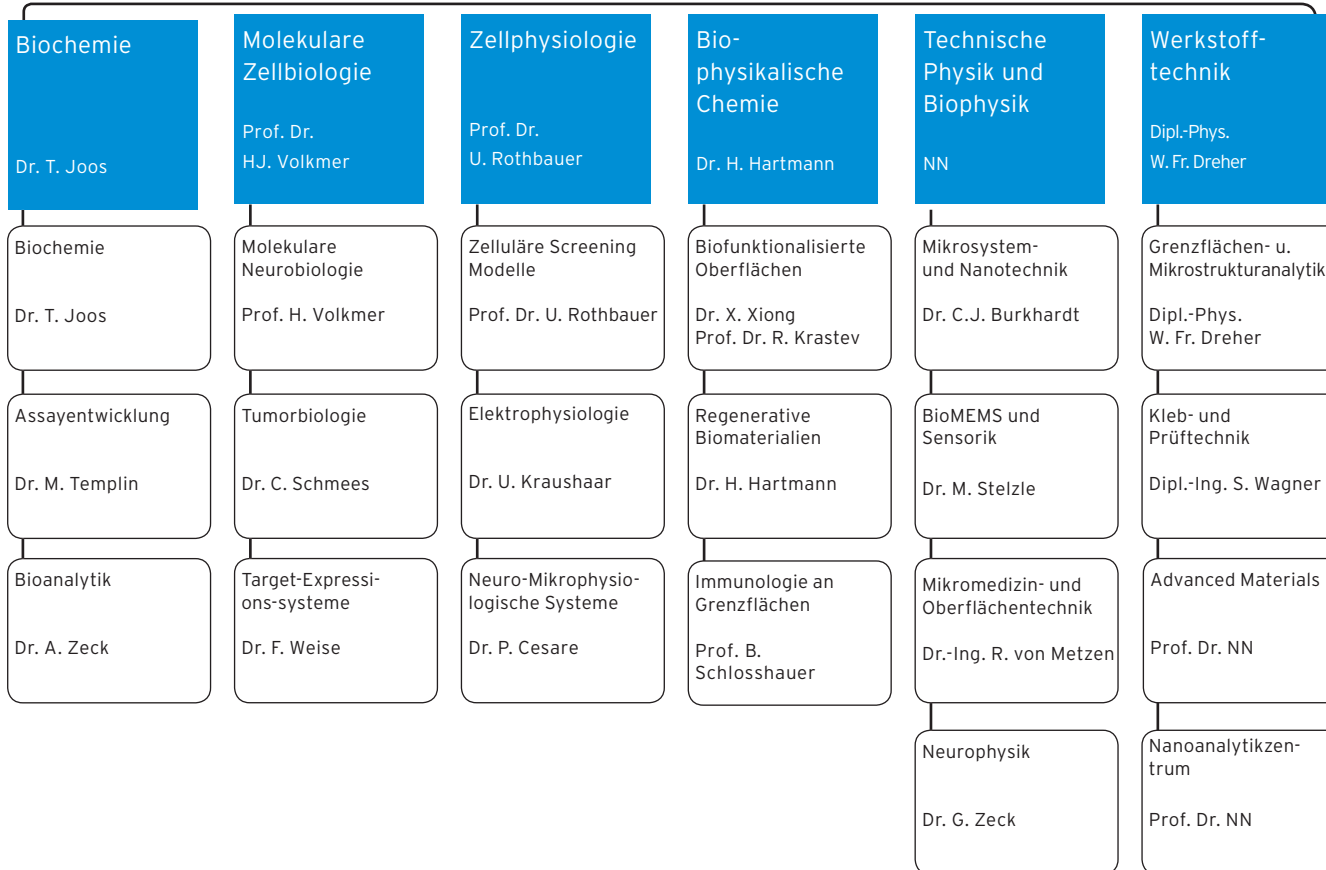 Biochemie
Dr. T. Joos
Molekulare
Zellbiologie
Prof. Dr.
HJ. Volkmer
Zellphysiologie
Prof. Dr.
U. Rothbauer
Bio-
physikalische
Chemie
Dr. H. Hartmann
Technische
Physik und
Biophysik
NN
Werkstoff-
technik
Dipl.-Phys.
W. Fr. Dreher
Biochemie
Dr. T. Joos
Molekulare
Neurobiologie
Prof. H. Volkmer
Zelluläre Screening
Modelle
Prof. Dr. U. Rothbauer
Biofunktionalisierte
Oberflächen
Dr. X. Xiong
Prof. Dr. R. Krastev
Mikrosystem-
und Nanotechnik
Dr. C.J. Burkhardt
Grenzflächen- u.
Mikrostrukturanalytik
Dipl.-Phys.
W. Fr. Dreher
Assayentwicklung
Dr. M. Templin
Tumorbiologie
Dr. C. Schmees
Elektrophysiologie
Dr. U. Kraushaar
Regenerative
Biomaterialien
Dr. H. Hartmann
BioMEMS und
Sensorik
Dr. M. Stelzle
Kleb- und
Prüftechnik
Dipl.-Ing. S. Wagner
Bioanalytik
Dr. A. Zeck
Target-Expressi-
ons-systeme
Dr. F. Weise
Neuro-Mikrophysio-
logische Systeme
Dr. P. Cesare
Immunologie an
Grenzflächen
Prof. B.
Schlosshauer
Mikromedizin- und
Oberflächentechnik
Dr.-Ing. R. von Metzen
Advanced Materials
Prof. Dr. NN
Neurophysik
Dr. G. Zeck
Nanoanalytikzen-
trum
Prof. Dr. NN